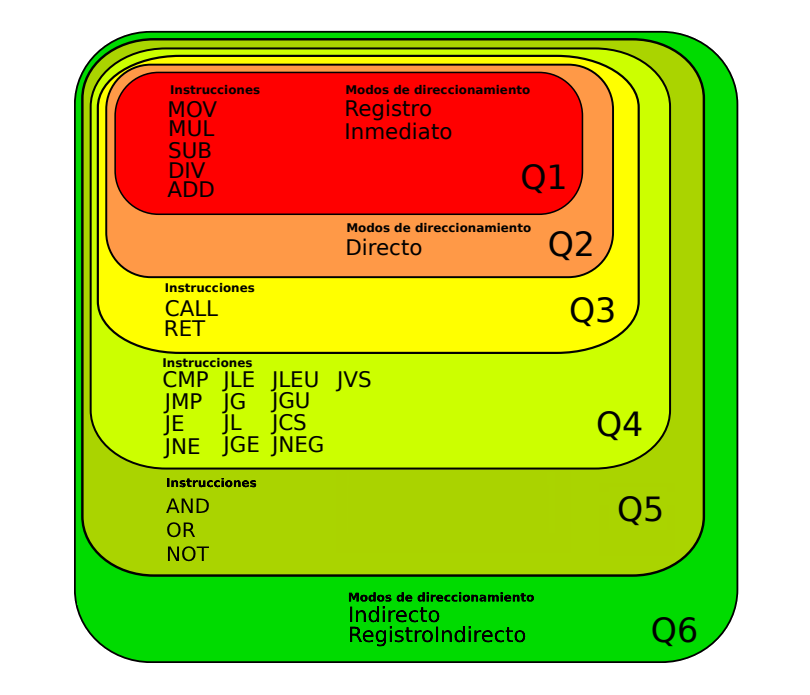 Instrucciones Modos de direccionamiento
MOV Registro
MUL Inmediato
SUB
DIV
ADD
Q1
Modos de direccionamiento
Directo
Q2
Instrucciones
CALL
RET
Q3
Instrucciones
CMP JLE JLEU JVS
JMP JG JGU
JE JL JCS
JNE JGE JNEG
Q4
Instrucciones
AND
OR
NOT
Q5
Modos de direccionamiento
Indirecto
RegistroIndirecto
Q6